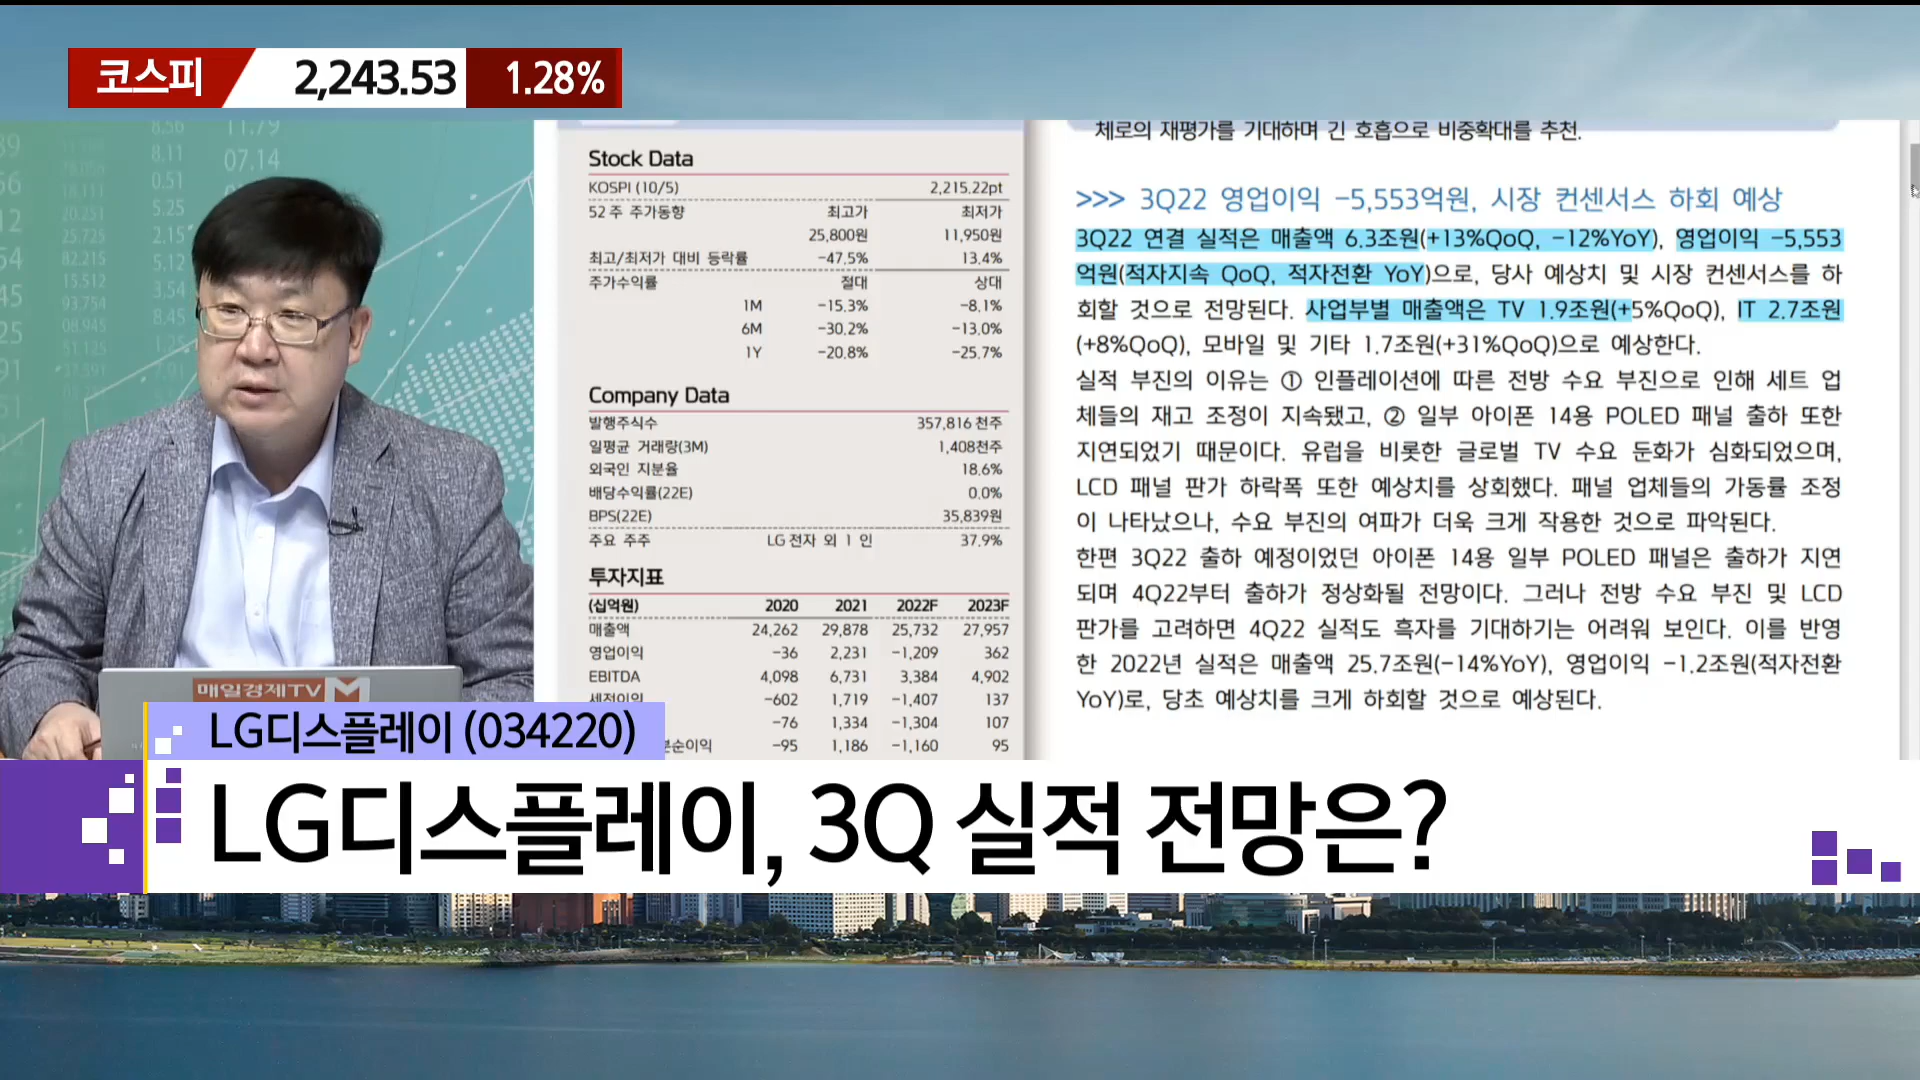 코스피 2,243.53 1.28%
Stock Data
KOSPI (10/5) 2,215.22pt
52주 주가동향 최고가 최저가
25,800원 11,950원
최고/최저가 대비 등락률 -47.5% 13.4%
주가수익률 절대 상대
1M -15.3% -8.1%
6M -30.2% -13.0%
1Y -20.8% -25.7%
Company Data
발행주식수 357,816 천주
일평균 거래량(3M) 1,408천주
외국인 지분율 18.6%
배당수익률(22E) 0.0%
BPS(22E) 35,839원
주요 주주 LG전자 외 1 인 37.9%
투자지표
(십억원) 2020 2021 2022F 2023F
매출액 24,262 29,878 25,732 27,957
영업이익 -36 2,231 -1,209 362
EBITDA 4,098 6,731 3,384 4,902
세전이익 -602 1,719 -1,407 137
-76 1,334 -1,304 107
분순이익 -95 1,186 -1,160 95
체로의 재평가를 기대하며 긴 호흡으로 비중확대를 추천.
>>> 3Q22 영업이익 -5,553억원, 시장 컨센서스 하회 예상
3Q22 연결 실적은 매출액 6.3조원(+13%QoQ, -12%YoY), 영업이익 -5,553
억원(적자지속 QoQ, 적자전환 YoY)으로, 당사 예상치 및 시장 컨센서스를 하
회할 것으로 전망된다. 사업부별 매출액은 TV 1.9조원(+5%QoQ), IT 2.7조원
(+8%QoQ), 모바일 및 기타 1.7조원(+31%QoQ)으로 예상한다.
실적 부진의 이유는 ① 인플레이션에 따른 전방 수요 부진으로 인해 세트 업
체들의 재고 조정이 지속됐고, ② 일부 아이폰 14용 POLED 패널 출하 또한
지연되었기 때문이다. 유럽을 비롯한 글로벌 TV 수요 둔화가 심화되었으며,
LCD 패널 판가 하락폭 또한 예상치를 상회했다. 패널 업체들의 가동률 조정
이 나타났으나, 수요 부진의 여파가 더욱 크게 작용한 것으로 파악된다.
한편 3Q22 출하 예정이었던 아이폰 14용 일부 POLED 패널은 출하가 지연
되며 4Q22부터 출하가 정상화될 전망이다. 그러나 전방 수요 부진 및 LCD
판가를 고려하면 4Q22 실적도 흑자를 기대하기는 어려워 보인다. 이를 반영
한 2022년 실적은 매출액 25.7조원(-14%YoY), 영업이익 -1.2조원(적자전환
YoY)로, 당초 예상치를 크게 하회할 것으로 예상된다.
매일경제TV M
LG디스플레이 (034220)
LG디스플레이, 3Q 실적 전망은?